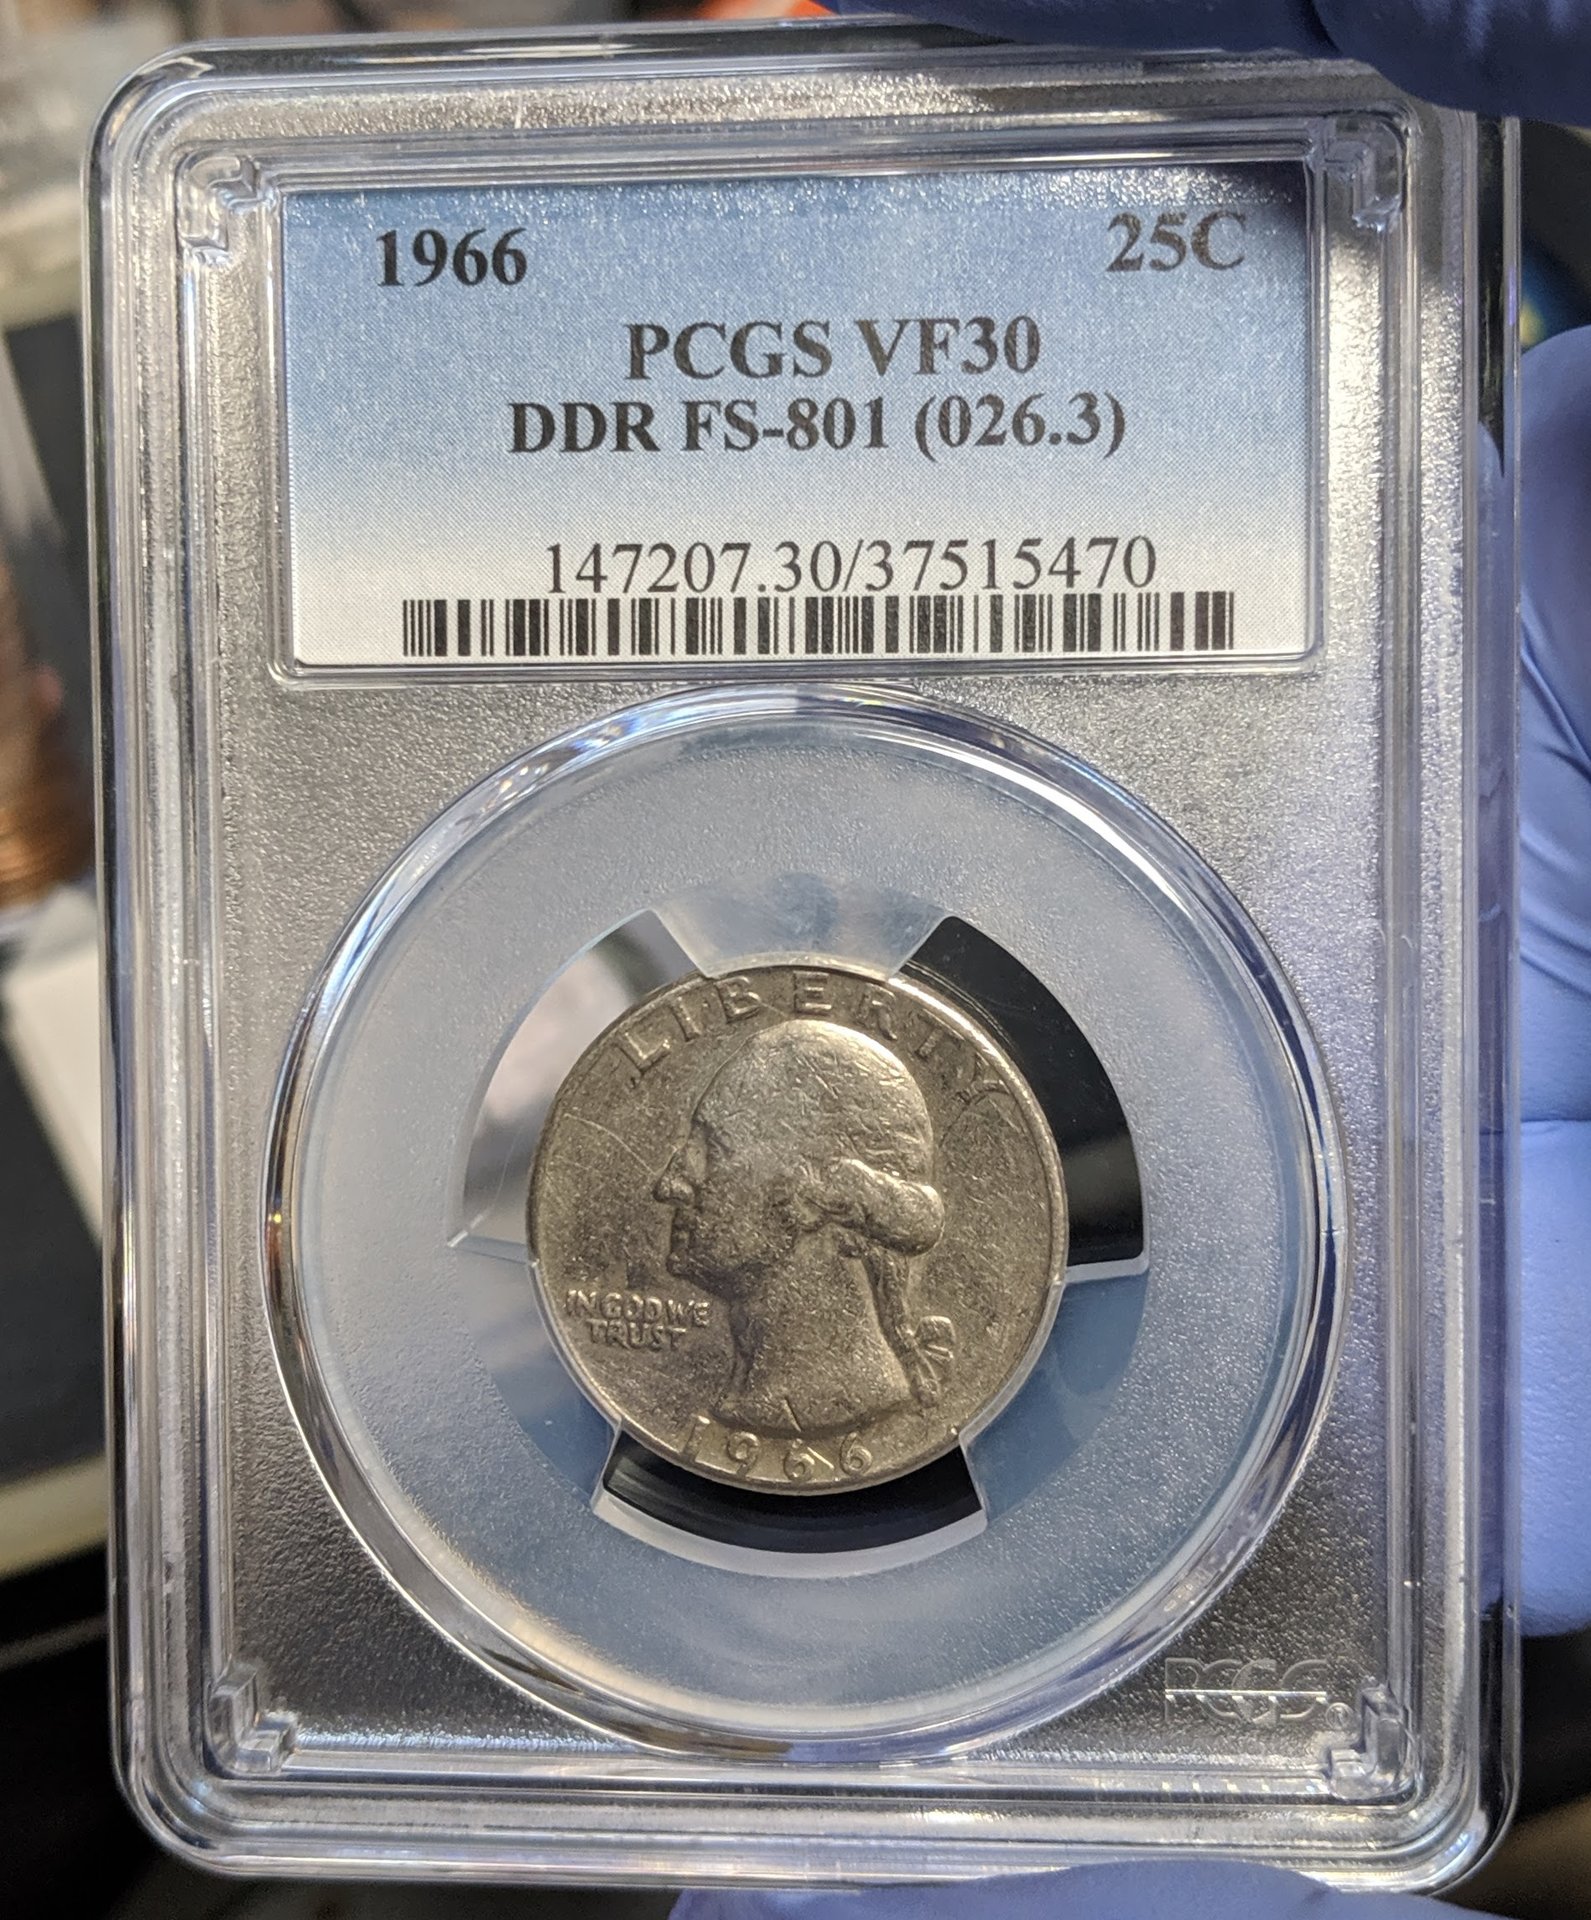 1966 25C
PCGS VF30
DDR FS-801 (026.3)
147207.30/37515470
LIBERTY
IN GOD WE
TRUST
1966
PCGS